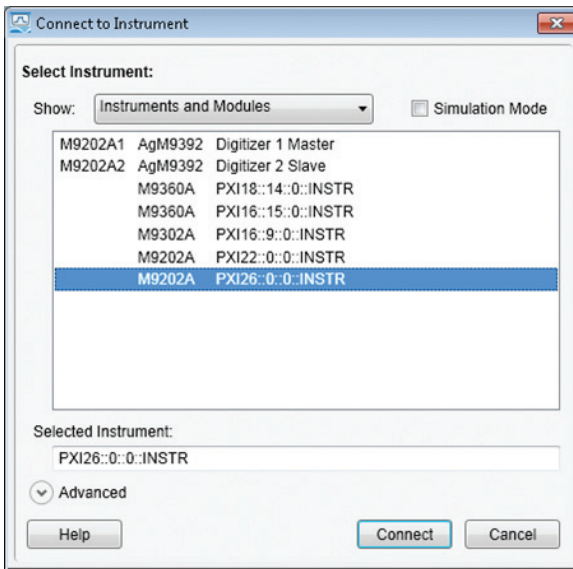 Connect to Instrument
Select Instrument:
Show: Instruments and Modules Simulation Mode
M9202A1 AgM9392 Digitizer 1 Master
M9202A2 AgM9392 Digitizer 2 Slave
M9360A PXI18::14::0::INSTR
M9360A PXI16::15::0::INSTR
M9302A PXI16::9::0::INSTR
M9202A PXI22::0::0::INSTR
M9202A PXI26::0::0::INSTR
Selected Instrument:
PXI26::0::0::INSTR
Advanced
Help Connect Cancel